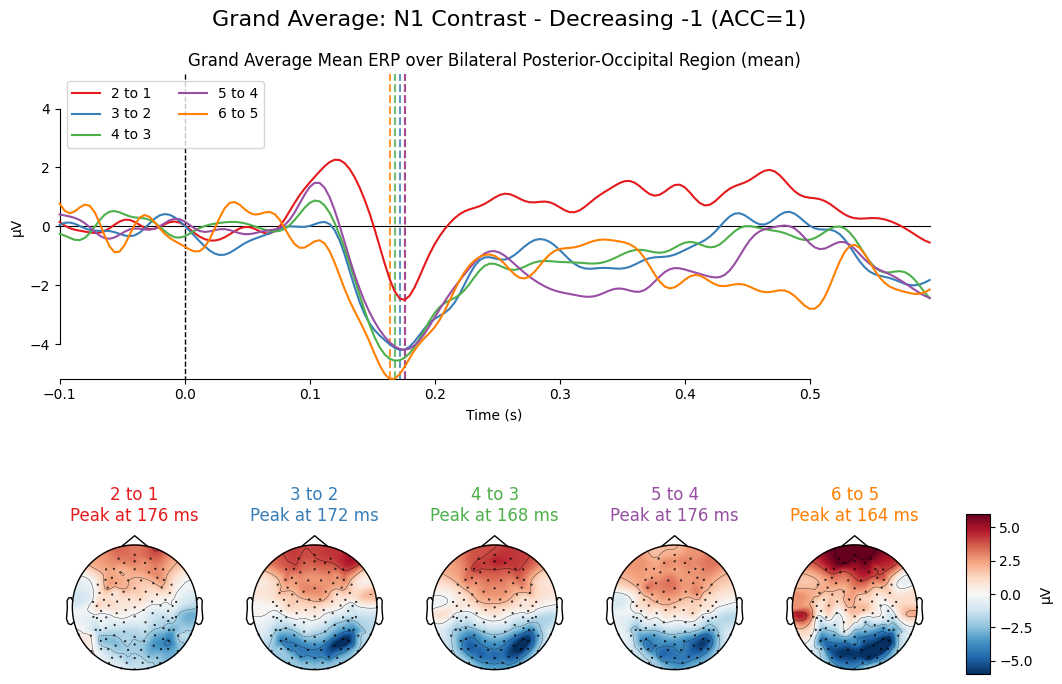 Grand Average: N1 Contrast - Decreasing -1 (ACC=1)
Grand Average Mean ERP over Bilateral Posterior-Occipital Region (mean)
2 to 1
3 to 2
4 to 3
5 to 4
6 to 5
4
2
0
−2
−4
µV
−0.1
0.0
0.1
0.2
0.3
0.4
0.5
Time (s)
2 to 1
Peak at 176 ms
3 to 2
Peak at 172 ms
4 to 3
Peak at 168 ms
5 to 4
Peak at 176 ms
6 to 5
Peak at 164 ms
5.0
2.5
0.0
−2.5
−5.0
µV